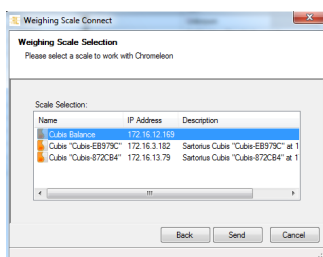 Weighing Scale Connect
Weighing Scale Selection
Please select a scale to work with Chromeleon
Scale Selection:
Name IP Address Description
Cubis Balance 172.16.12.169
Cubis "Cubis-EB979C" 172.16.3.182 Sartorius Cubis "Cubis-EB979C" at 1
Cubis "Cubis-872CB4" 172.16.13.79 Sartorius Cubis "Cubis-872CB4" at 1
Back Send Cancel